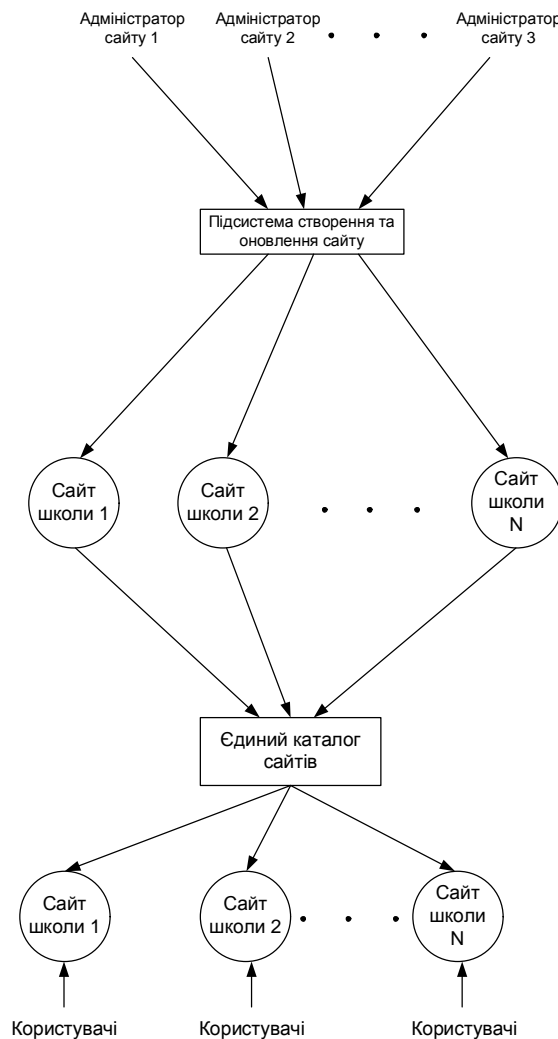 Адміністратор
сайту 1
Адміністратор
сайту 2
Адміністратор
сайту 3
Підсистема створення та
оновлення сайту
Сайт
школи 1
Сайт
школи 2
Сайт
школи
N
Єдиний каталог
сайтів
Сайт
школи 1
Сайт
школи 2
Сайт
школи
N
Користувачі
Користувачі
Користувачі